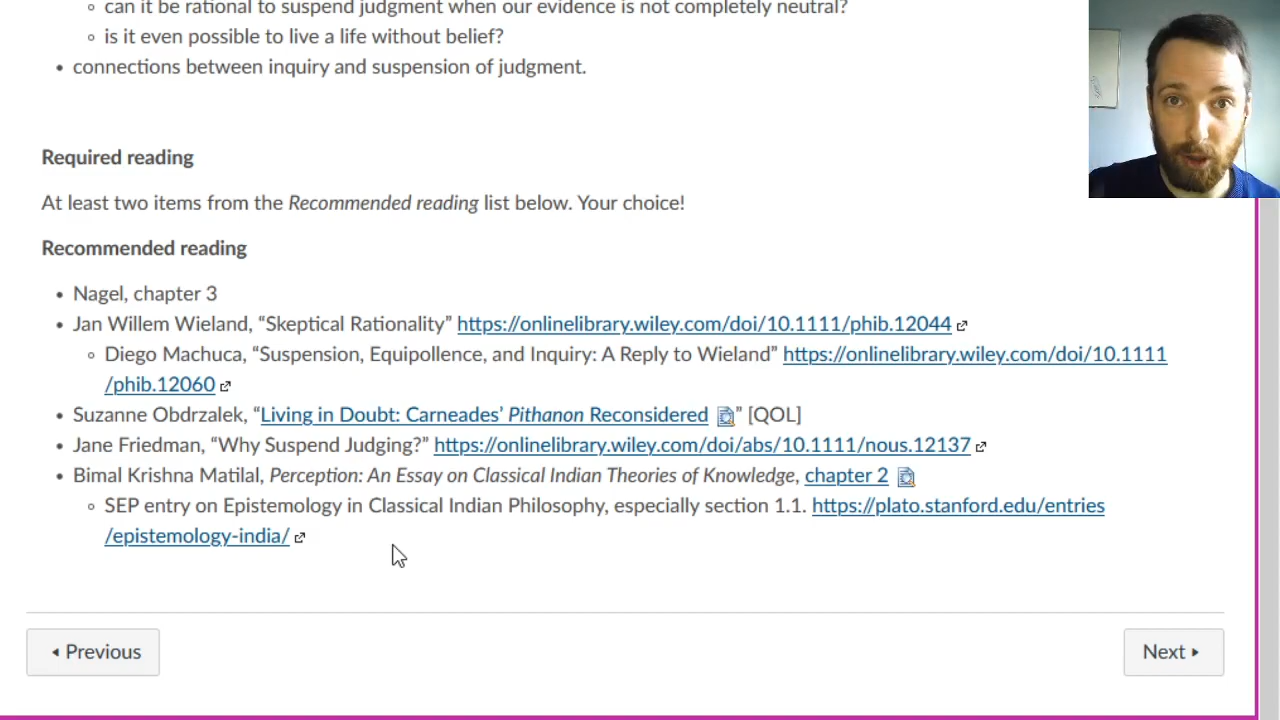 ◦ can it be rational to suspend judgment when our evidence is not completely neutral?
◦ is it even possible to live a life without belief?
• connections between inquiry and suspension of judgment.
Required reading
At least two items from the Recommended reading list below. Your choice!
Recommended reading
• Nagel, chapter 3
• Jan Willem Wieland, “Skeptical Rationality” https://onlinelibrary.wiley.com/doi/10.1111/phib.12044
◦ Diego Machuca, “Suspension, Equipollence, and Inquiry: A Reply to Wieland” https://onlinelibrary.wiley.com/doi/10.1111
/phib.12060
• Suzanne Obdrzalek, “Living in Doubt: Carneades’ Pithanon Reconsidered ” [QOL]
• Jane Friedman, “Why Suspend Judging?” https://onlinelibrary.wiley.com/doi/abs/10.1111/nous.12137
• Bimal Krishna Matilal, Perception: An Essay on Classical Indian Theories of Knowledge, chapter 2
◦ SEP entry on Epistemology in Classical Indian Philosophy, especially section 1.1. https://plato.stanford.edu/entries
/epistemology-india/
Previous
Next